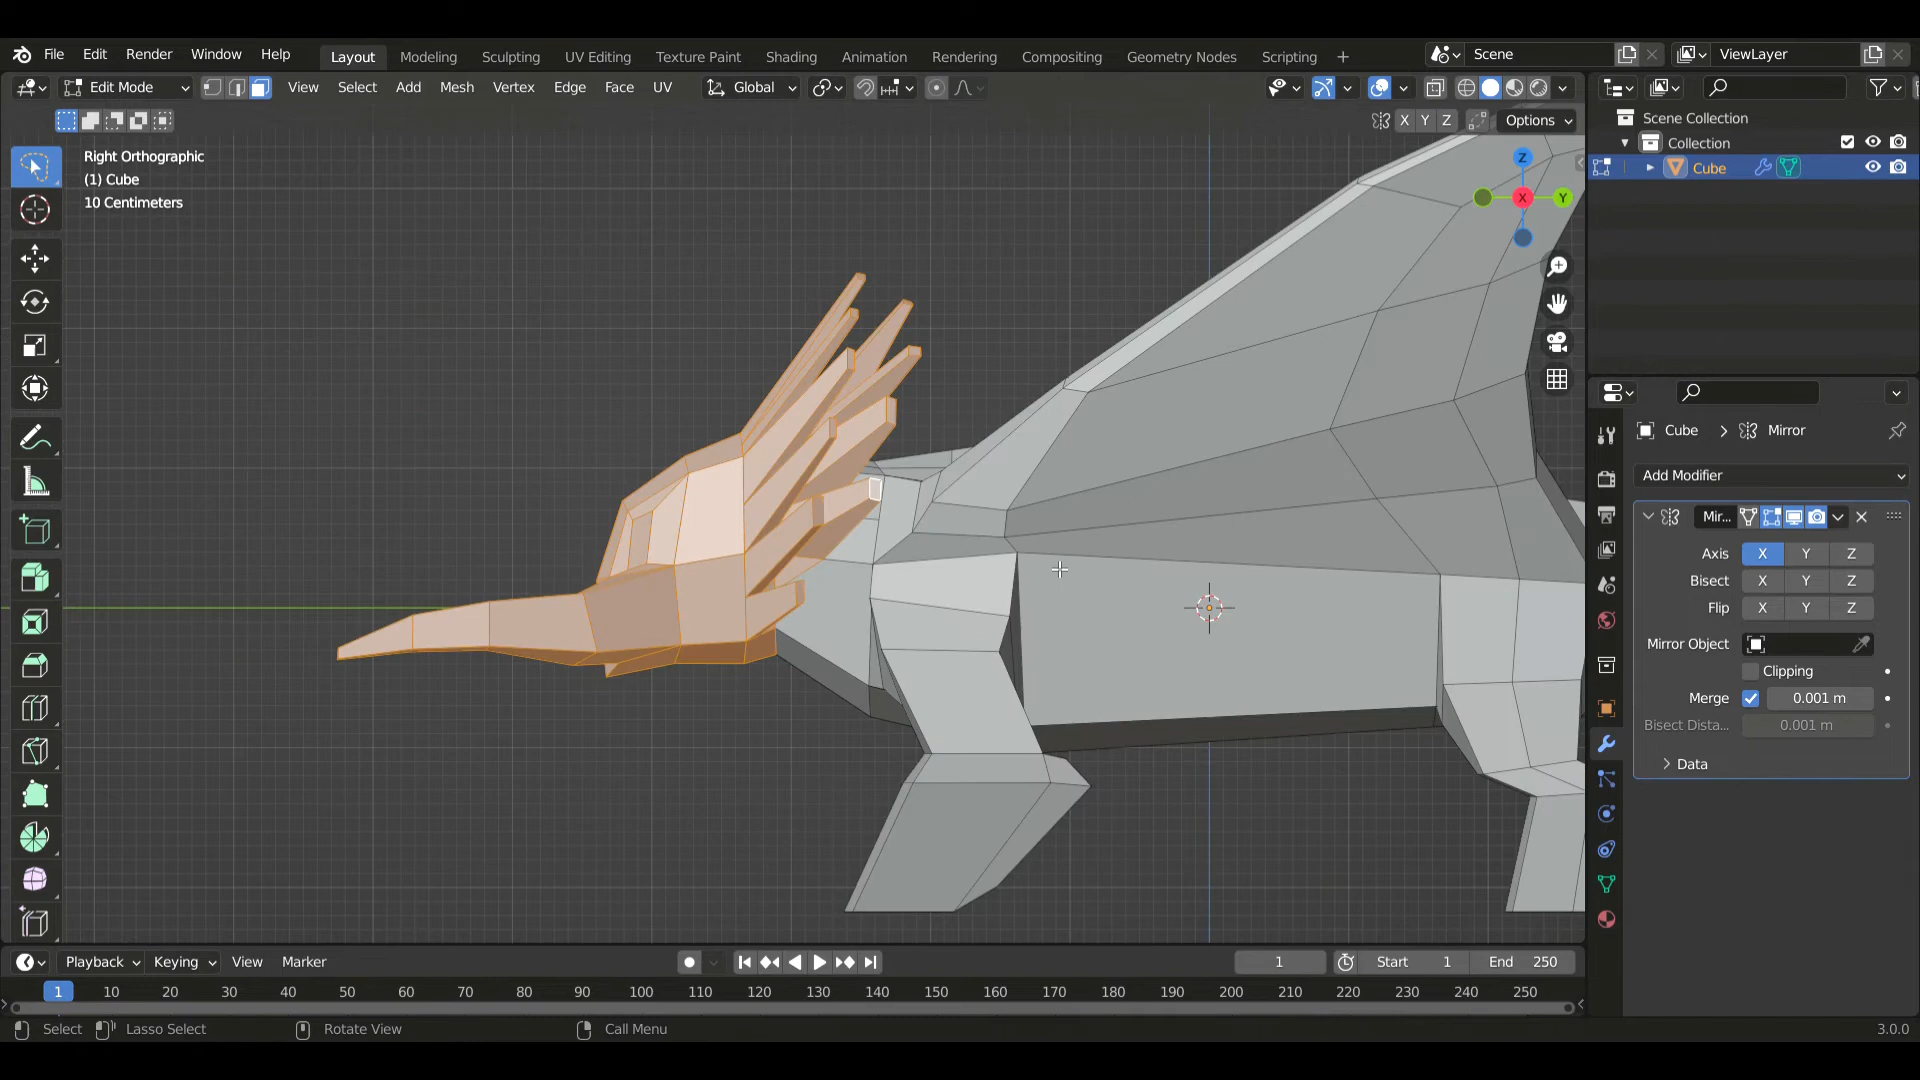 File Edit Render Window Help Layout Modeling Sculpting UV Editing Texture Paint Shading Animation Rendering Compositing Geometry Nodes Scripting + Scene ViewLayer
Edit Mode View Select Add Mesh Vertex Edge Face UV Global
X Y Z Options
Right Orthographic
(1) Cube
10 Centimeters
Z
X
Y
Scene Collection
Collection
Cube
Cube > Mirror
Add Modifier
Mir...
Axis X Y Z
Bisect X Y Z
Flip X Y Z
Mirror Object
Clipping
Merge 0.001 m
Bisect Dista... 0.001 m
Data
Playback Keying View Marker 1 Start 1 End 250
1 10 20 30 40 50 60 70 80 90 100 110 120 130 140 150 160 170 180 190 200 210 220 230 240 250
Select Lasso Select Rotate View Call Menu 3.0.0